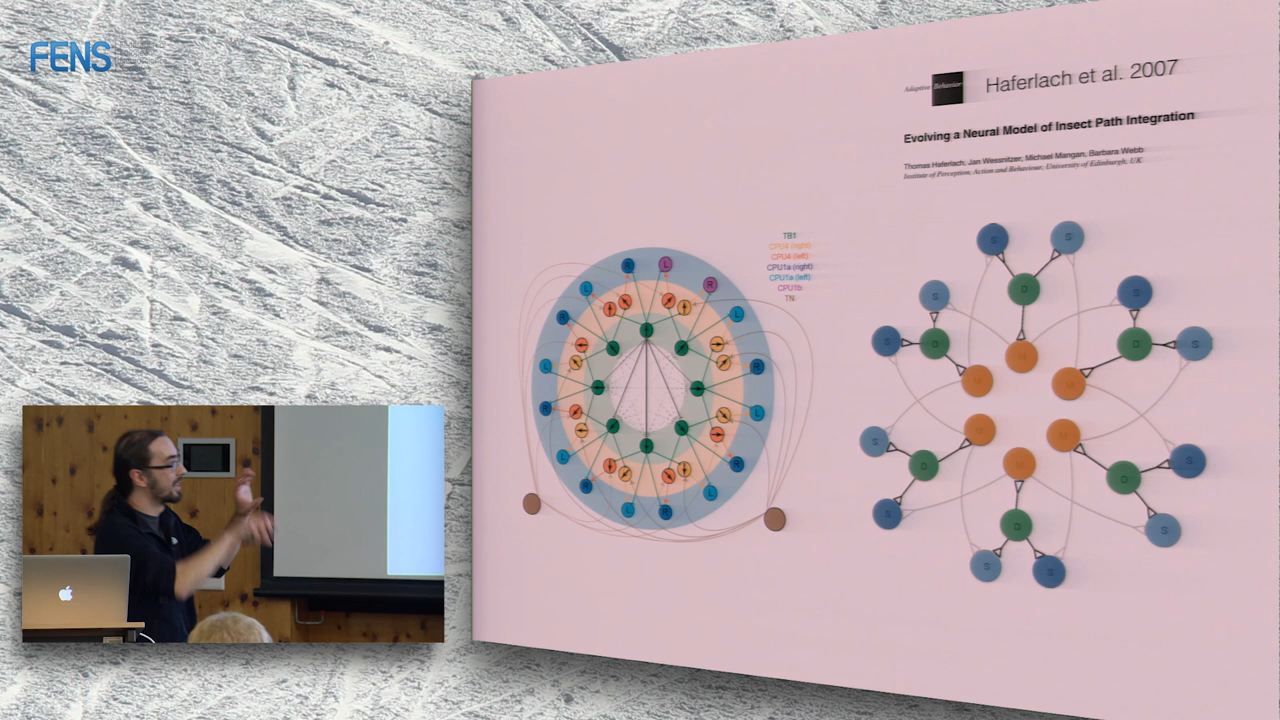 FENS
Adaptive Behavior Haferlach et al. 2007
Evolving a Neural Model of Insect Path Integration
Thomas Haferlach, Jan Wessnitzer, Michael Mangan, Barbara Webb
Institute of Perception, Action and Behaviour, University of Edinburgh, UK
TB1
CPU4 (right)
CPU4 (left)
CPU1a (right)
CPU1a (left)
CPU1b
TN
R L
L R
R L
L R
R L
L R
R L
L R
S S
D
S S
S D D S
M
M M
M M
S M S
D D
S S
D
S S